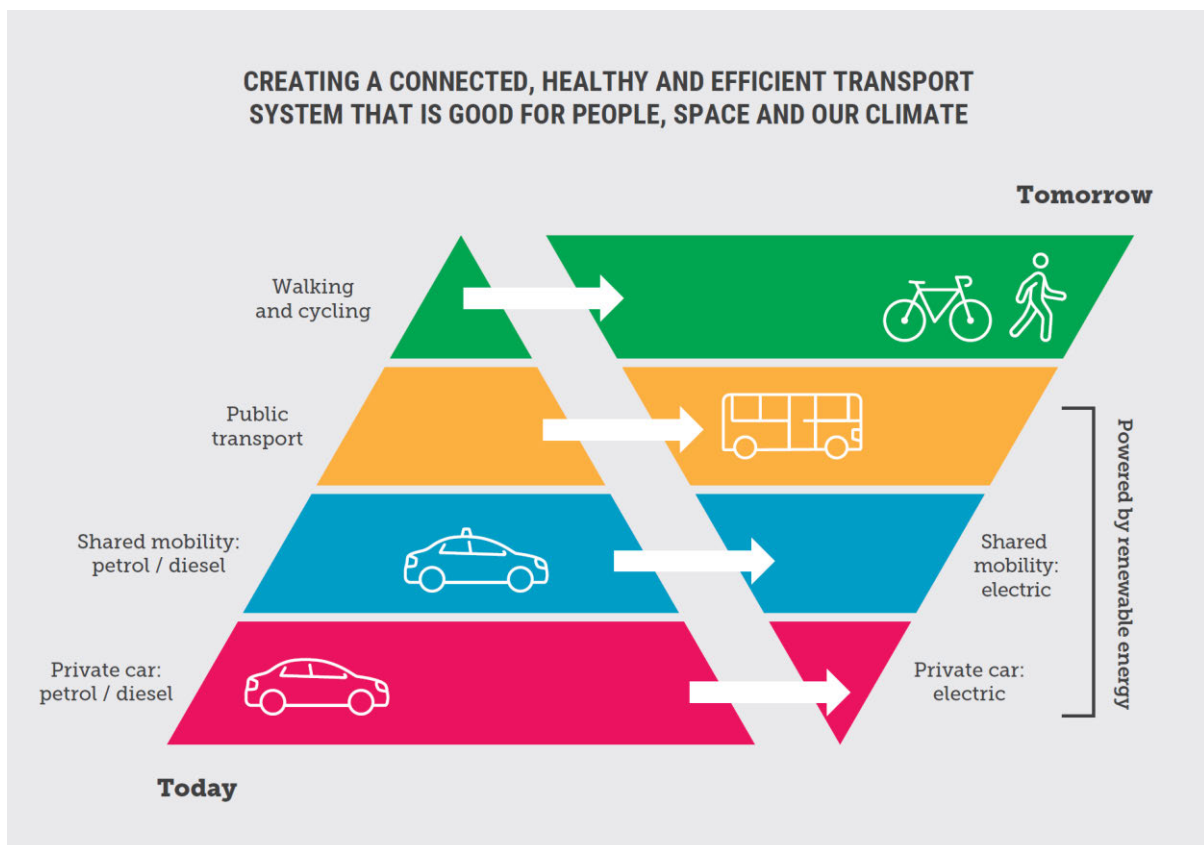 CREATING A CONNECTED, HEALTHY AND EFFICIENT TRANSPORT
SYSTEM THAT IS GOOD FOR PEOPLE, SPACE AND OUR CLIMATE
Tomorrow
Walking
and cycling
Public
transport
Shared mobility:
petrol / diesel
Shared
mobility:
electric
Private car:
petrol / diesel
Private car:
electric
Powered by renewable energy
Today